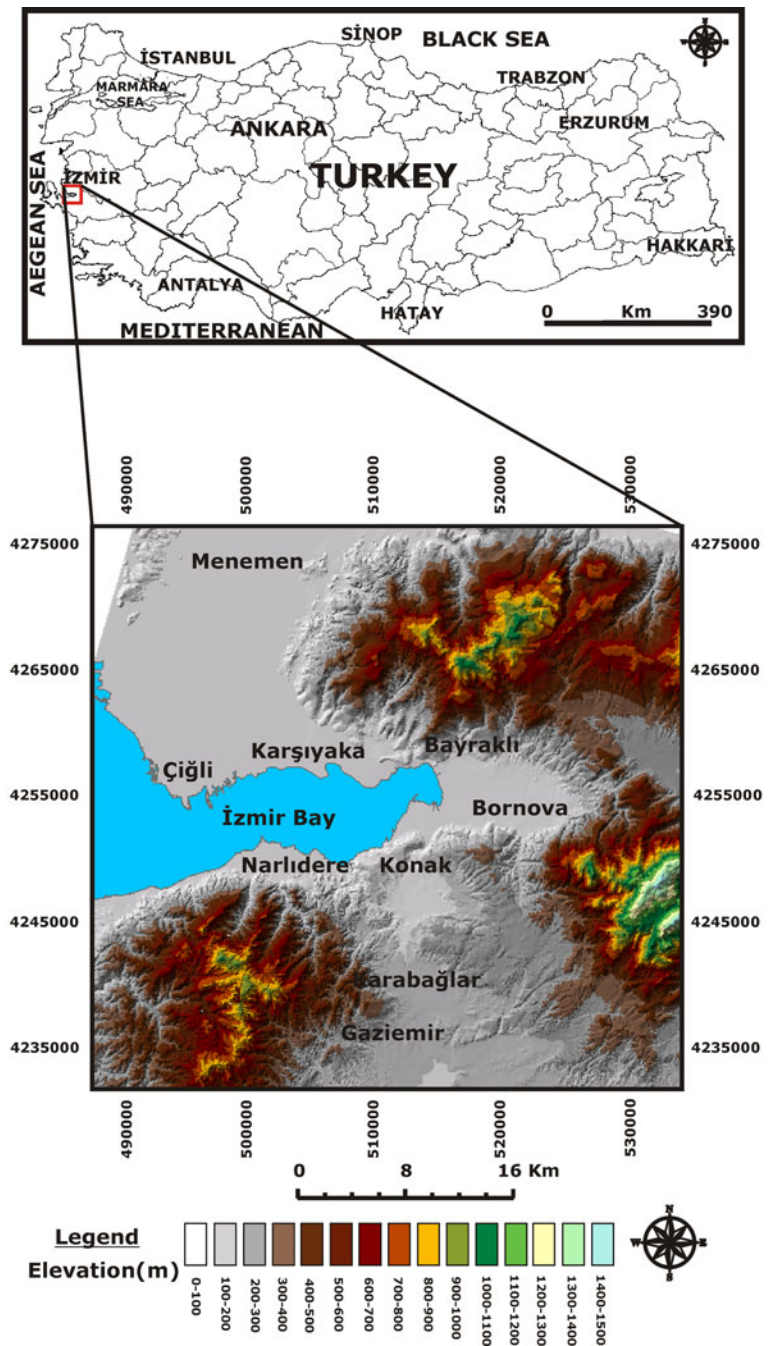 SİNOP
BLACK SEA
N
W
E
S
İSTANBUL
TRABZON
MARMARA
SEA
ANKARA
ERZURUM
TURKEY
İZMİR
AEGEAN SEA
HAKKARİ
ANTALYA
HATAY
MEDITERRANEAN
0 Km 390
490000 500000 510000 520000 530000
4275000 4275000
Menemen
4265000 4265000
Karşıyaka Bayraklı
Çiğli
4255000 4255000
İzmir Bay Bornova
Narlıdere Konak
4245000 4245000
Karabağlar
Gaziemir
4235000 4235000
490000 500000 510000 520000 530000
0 8 16 Km
Legend
Elevation(m)
0-100
100-200
200-300
300-400
400-500
500-600
600-700
700-800
800-900
900-1000
1000-1100
1100-1200
1200-1300
1300-1400
1400-1500
N
W
E
S